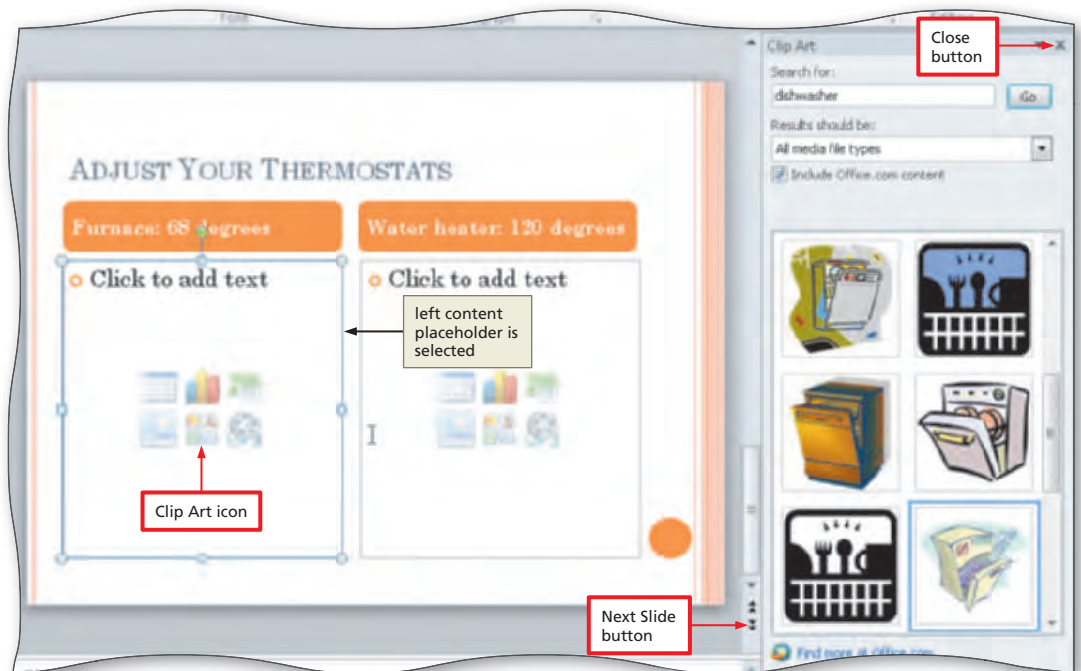 Font
Clip Art
Close
button
Search for:
dishwasher
Go
Results should be:
All media file types
Include Office.com content
ADJUST YOUR THERMOSTATS
Furnace: 68 degrees
Water heater: 120 degrees
Click to add text
Click to add text
left content
placeholder is
selected
Clip Art icon
Next Slide
button
Find more at Office.com